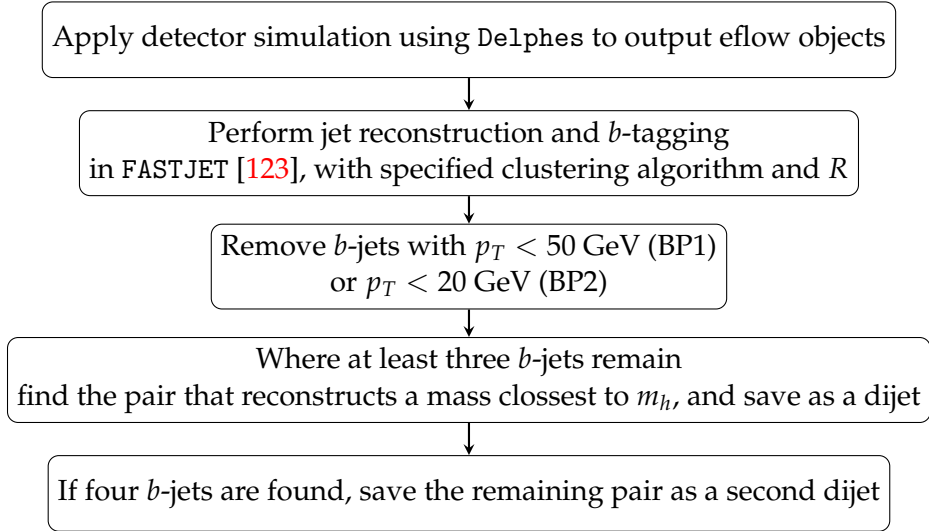 Apply detector simulation using Delphes to output eflow objects
Perform jet reconstruction and b-tagging
in FASTJET [123], with specified clustering algorithm and R
Remove b-jets with p_T < 50 GeV (BP1)
or p_T < 20 GeV (BP2)
Where at least three b-jets remain
find the pair that reconstructs a mass clossest to m_h, and save as a dijet
If four b-jets are found, save the remaining pair as a second dijet